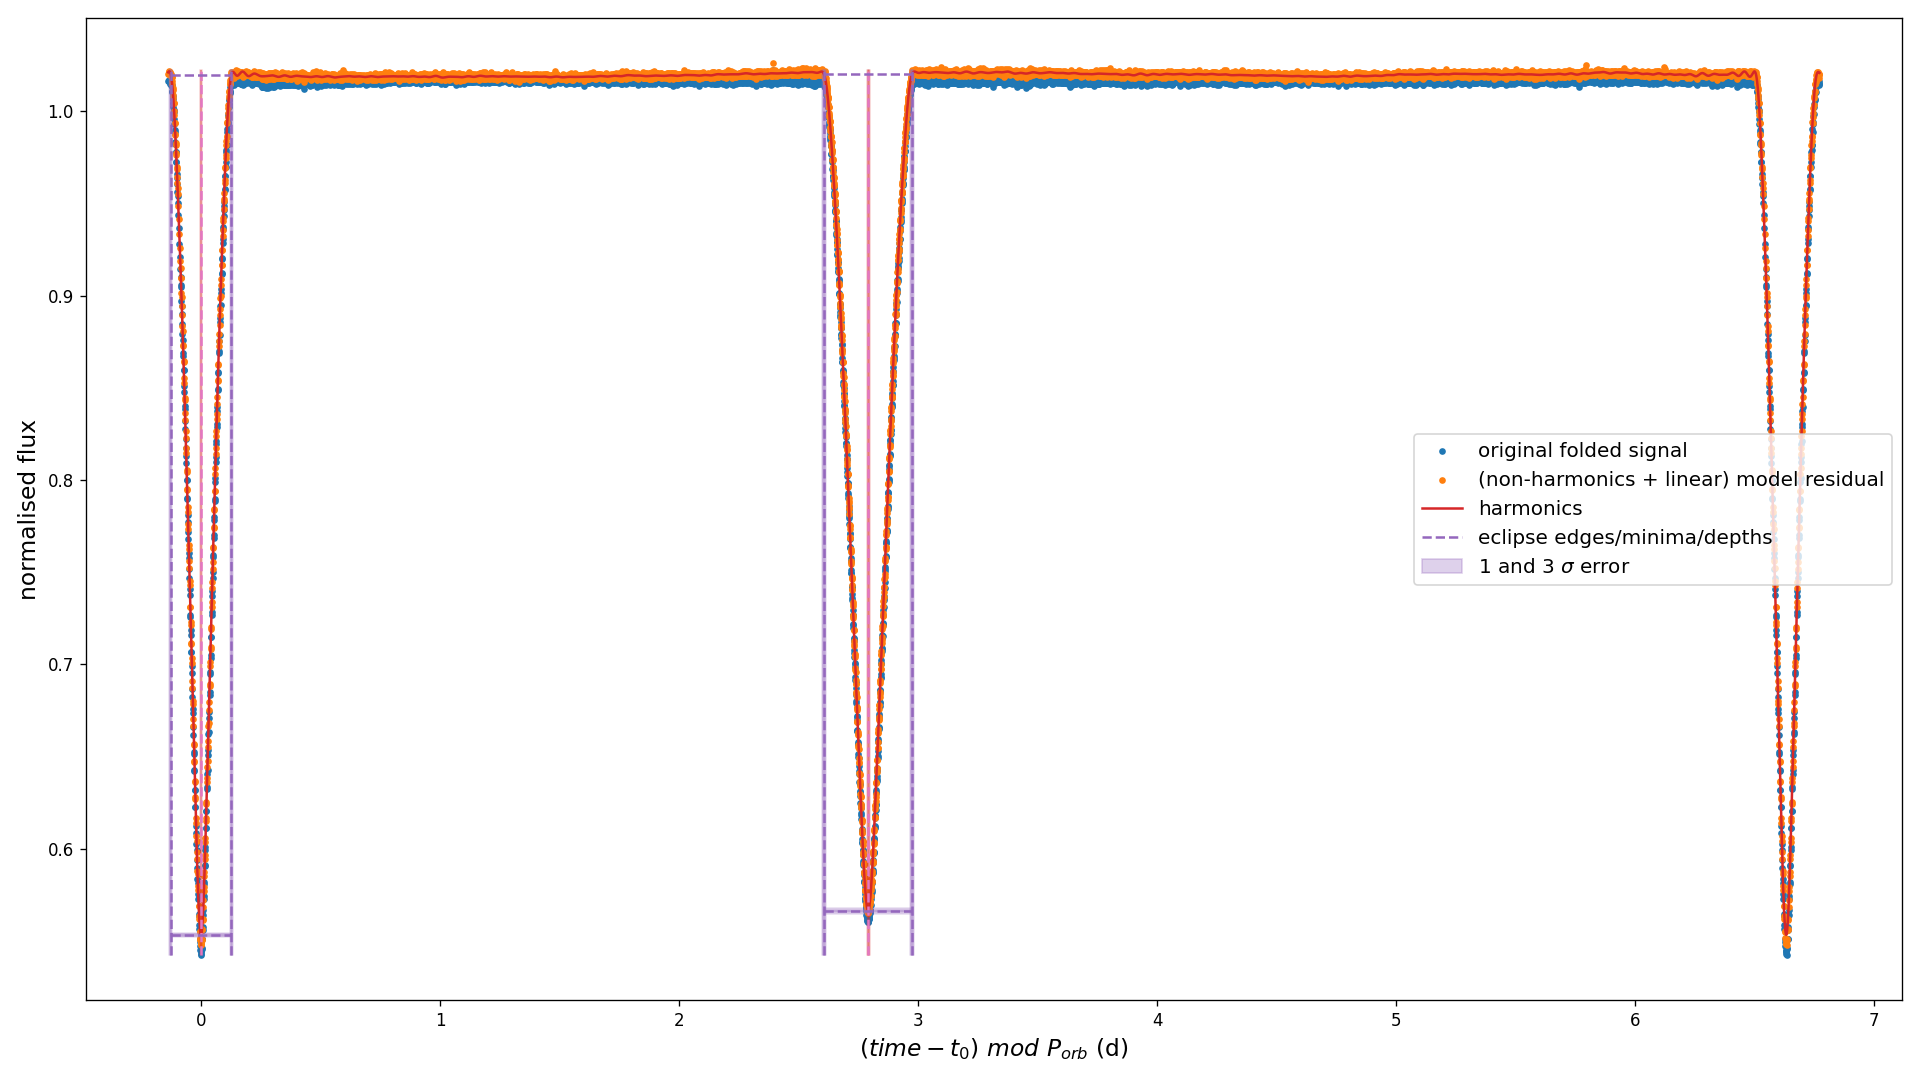 1.0
0.9
0.8
0.7
0.6
normalised flux
original folded signal
(non-harmonics + linear) model residual
harmonics
eclipse edges/minima/depths
1 and 3 σ error
0 1 2 3 4 5 6 7
(time − t₀) mod Pₒᵣb (d)